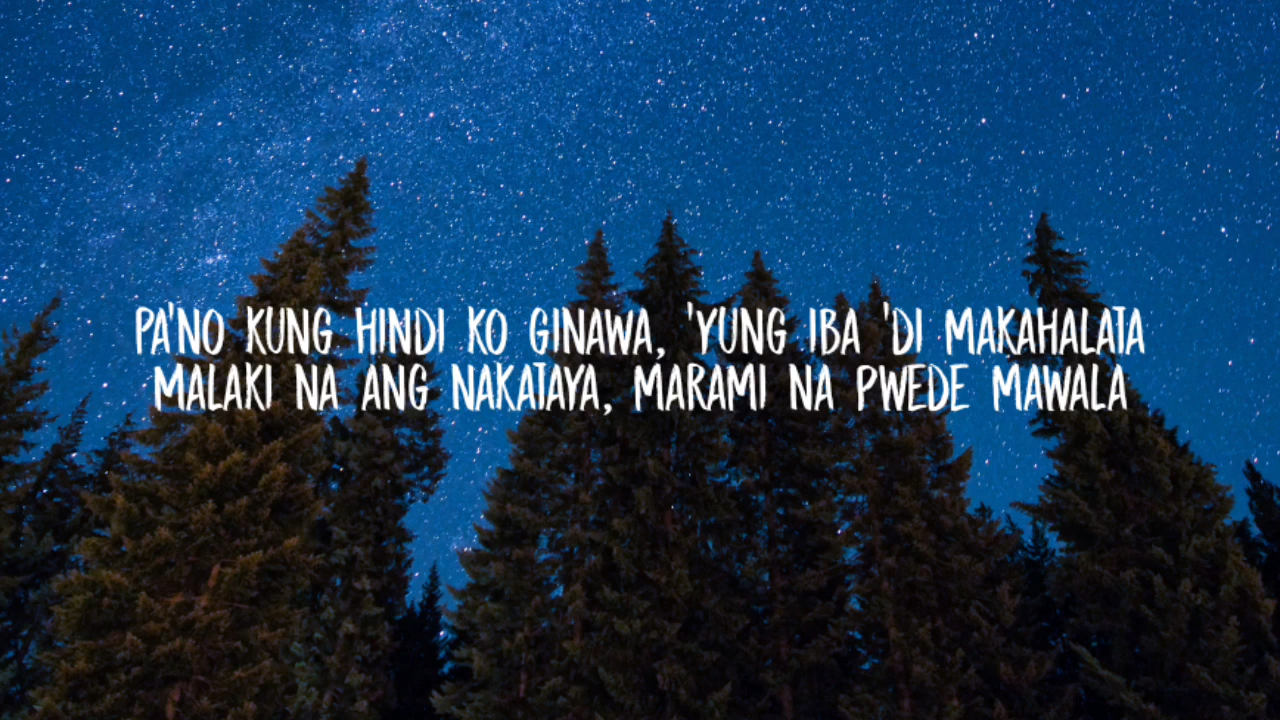 PA'NO KUNG HINDI KO GINAWA, 'YUNG IBA 'DI MAKAHALATA
MALAKI NA ANG NAKATAYA, MARAMI NA PWEDE MAWALA